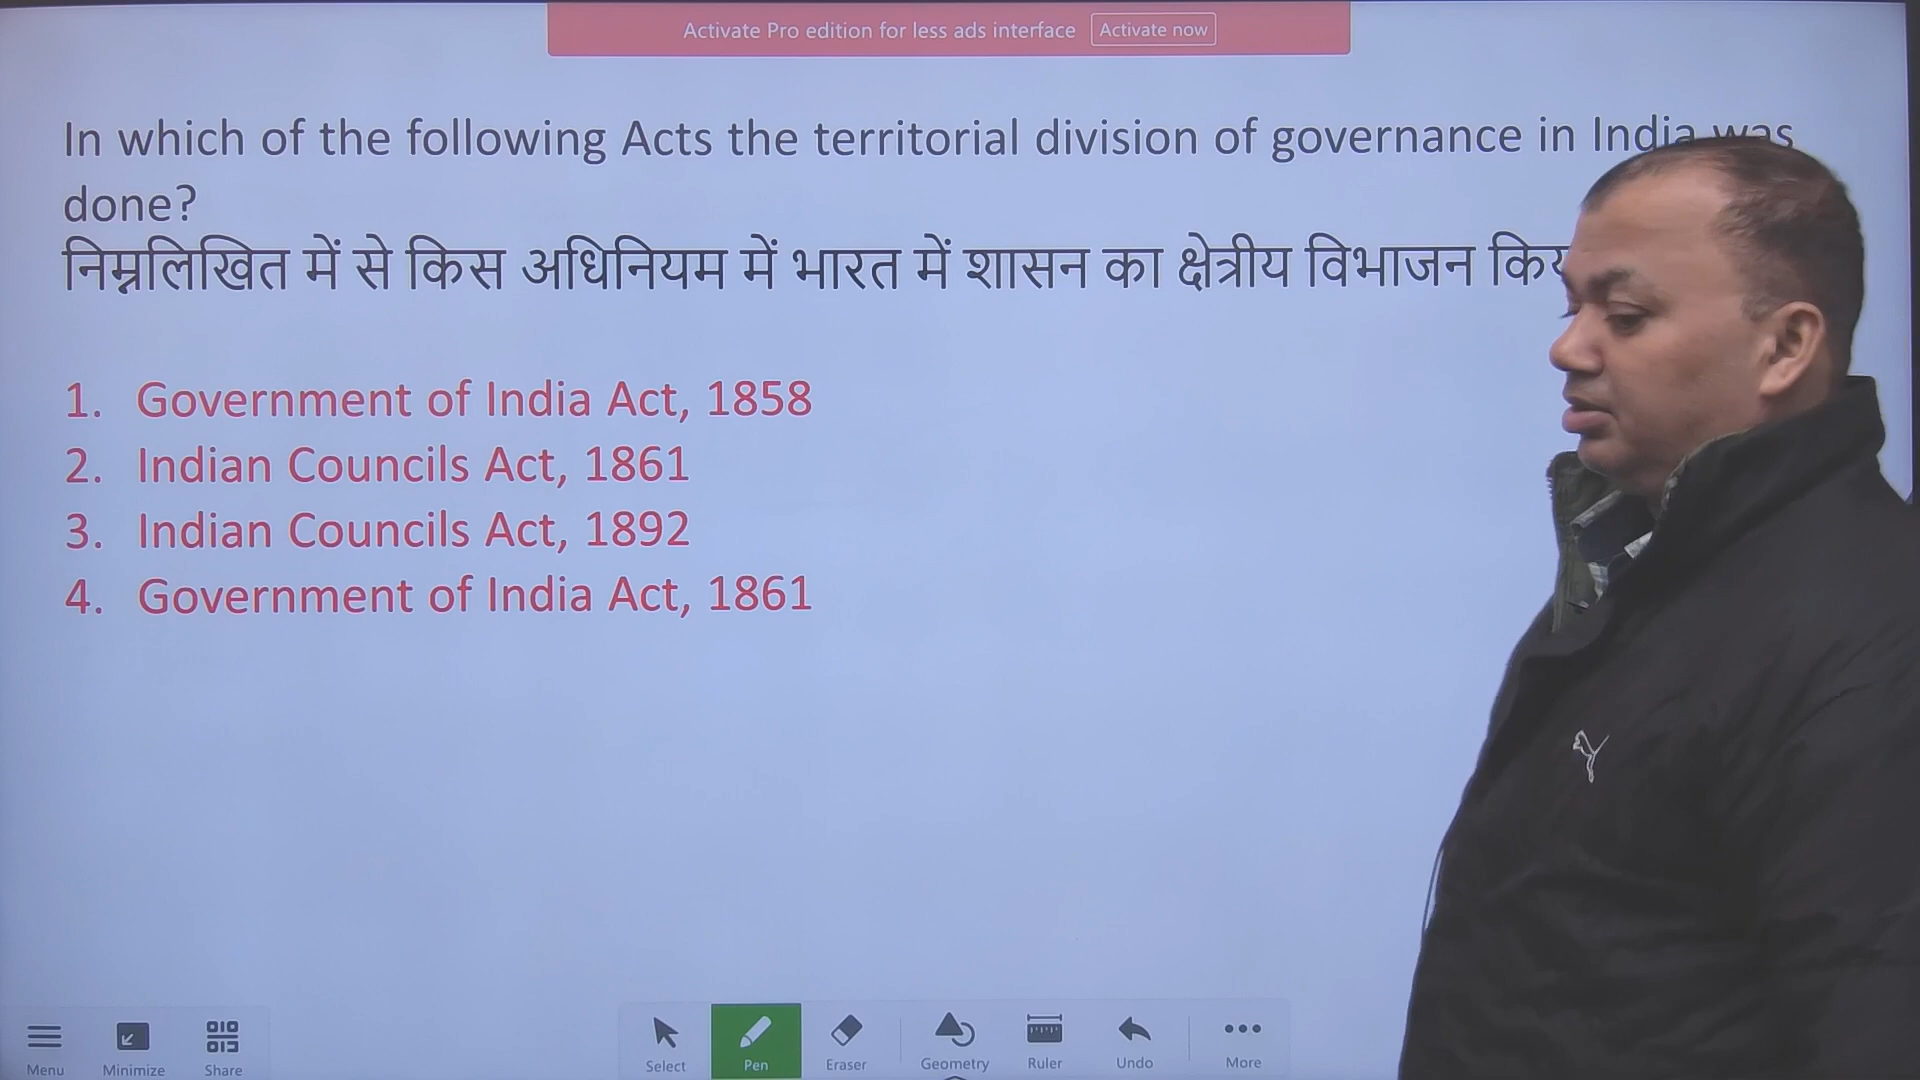 Activate Pro edition for less ads interface Activate now
In which of the following Acts the territorial division of governance in India was
done?
निम्नलिखित में से किस अधिनियम में भारत में शासन का क्षेत्रीय विभाजन
1. Government of India Act, 1858
2. Indian Councils Act, 1861
3. Indian Councils Act, 1892
4. Government of India Act, 1861
Menu Minimize Share Select Pen Eraser Geometry Ruler Undo More